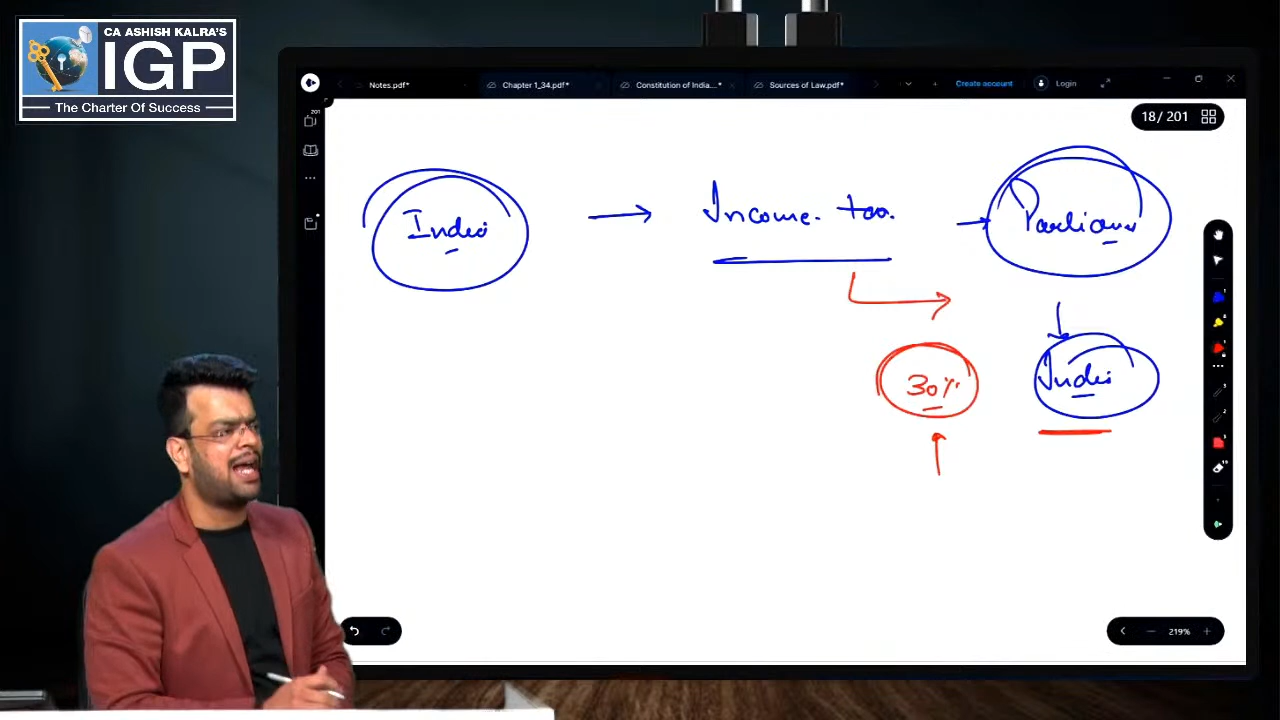 CA ASHISH KALRA'S
IGP
The Charter Of Success
Notes.pdf*
Chapter 1_34.pdf*
Constitution of India...*
Sources of Law.pdf*
Create account
Login
201
18/ 201
India → Income tax →
30%
India
219%